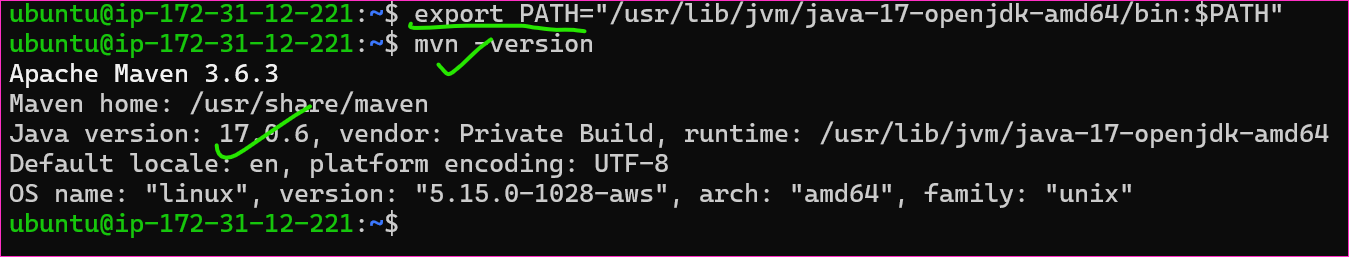 ubuntu@ip-172-31-12-221:~$ export PATH="/usr/lib/jvm/java-17-openjdk-amd64/bin:$PATH"
ubuntu@ip-172-31-12-221:~$ mvn -version
Apache Maven 3.6.3
Maven home: /usr/share/maven
Java version: 17.0.6, vendor: Private Build, runtime: /usr/lib/jvm/java-17-openjdk-amd64
Default locale: en, platform encoding: UTF-8
OS name: "linux", version: "5.15.0-1028-aws", arch: "amd64", family: "unix"
ubuntu@ip-172-31-12-221:~$